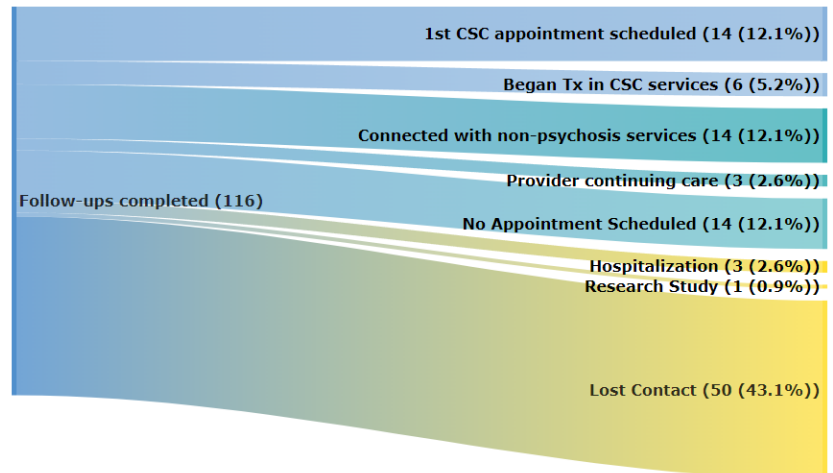 1st CSC appointment scheduled (14 (12.1%))
Began Tx in CSC services (6 (5.2%))
Connected with non-psychosis services (14 (12.1%))
Provider continuing care (3 (2.6%))
Follow-ups completed (116)
No Appointment Scheduled (14 (12.1%))
Hospitalization (3 (2.6%))
Research Study (1 (0.9%))
Lost Contact (50 (43.1%))